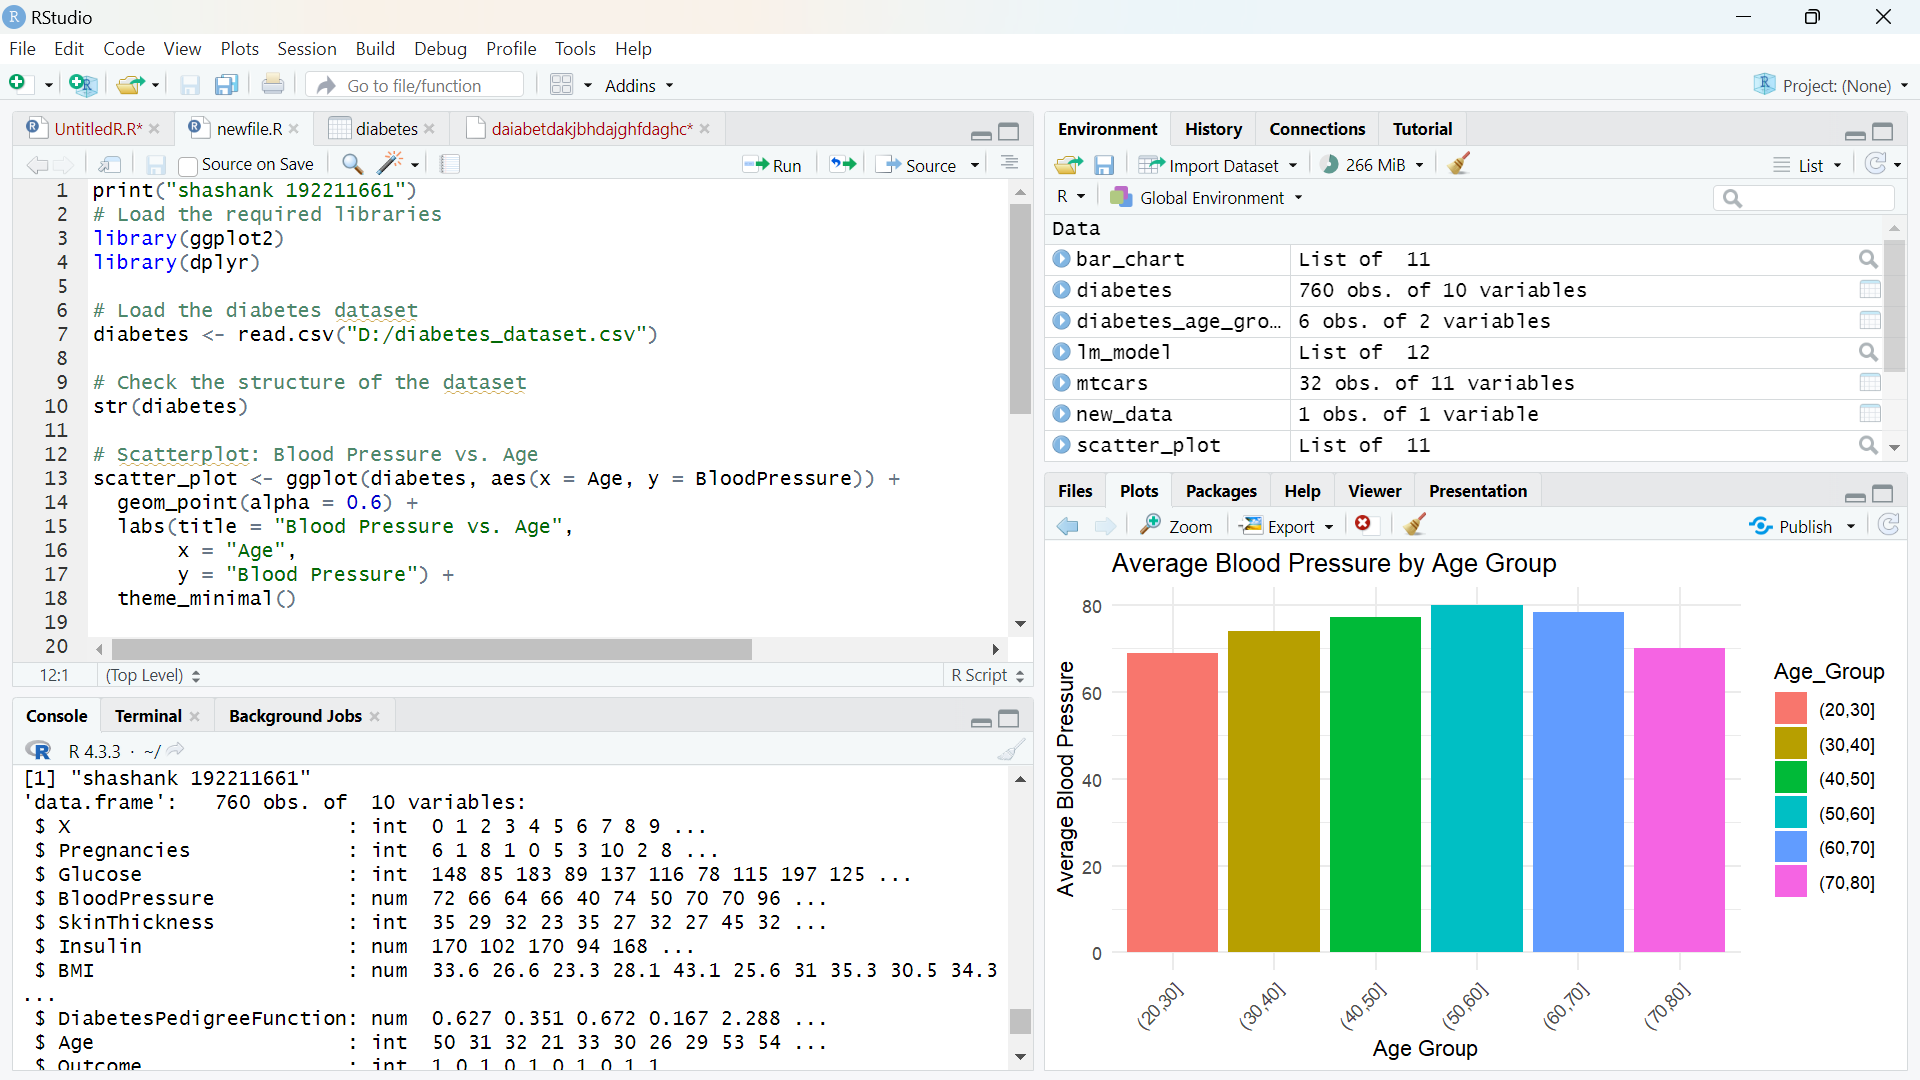 RStudio
File Edit Code View Plots Session Build Debug Profile Tools Help
Go to file/function Addins Project: (None)
UntitledR.R* newfile.R diabetes daiabetdakjbhdajghfdaghc*
Source on Save Run Source
1 print("shashank 192211661")
2 # Load the required libraries
3 library(ggplot2)
4 library(dplyr)
5
6 # Load the diabetes dataset
7 diabetes <- read.csv("D:/diabetes_dataset.csv")
8
9 # Check the structure of the dataset
10 str(diabetes)
11
12 # Scatterplot: Blood Pressure vs. Age
13 scatter_plot <- ggplot(diabetes, aes(x = Age, y = BloodPressure)) +
14 geom_point(alpha = 0.6) +
15 labs(title = "Blood Pressure vs. Age",
16 x = "Age",
17 y = "Blood Pressure") +
18 theme_minimal()
19
20
12:1 (Top Level) R Script
Console Terminal Background Jobs
R 4.3.3 · ~/
[1] "shashank 192211661"
'data.frame': 760 obs. of 10 variables:
$ X : int 0 1 2 3 4 5 6 7 8 9 ...
$ Pregnancies : int 6 1 8 1 0 5 3 10 2 8 ...
$ Glucose : int 148 85 183 89 137 116 78 115 197 125 ...
$ BloodPressure : num 72 66 64 66 40 74 50 70 70 96 ...
$ SkinThickness : int 35 29 32 23 35 27 32 27 45 32 ...
$ Insulin : num 170 102 170 94 168 ...
$ BMI : num 33.6 26.6 23.3 28.1 43.1 25.6 31 35.3 30.5 34.3
...
$ DiabetesPedigreeFunction: num 0.627 0.351 0.672 0.167 2.288 ...
$ Age : int 50 31 32 21 33 30 26 29 53 54 ...
$ Outcome : int 1 0 1 0 1 0 1 0 1 1
Environment History Connections Tutorial
Import Dataset 266 MiB List
R Global Environment
Data
bar_chart List of 11
diabetes 760 obs. of 10 variables
diabetes_age_gro... 6 obs. of 2 variables
lm_model List of 12
mtcars 32 obs. of 11 variables
new_data 1 obs. of 1 variable
scatter_plot List of 11
Files Plots Packages Help Viewer Presentation
Zoom Export Publish
Average Blood Pressure by Age Group
80
60
40
20
0
Average Blood Pressure
(20,30] (30,40] (40,50] (50,60] (60,70] (70,80]
Age Group
Age_Group
(20,30]
(30,40]
(40,50]
(50,60]
(60,70]
(70,80]